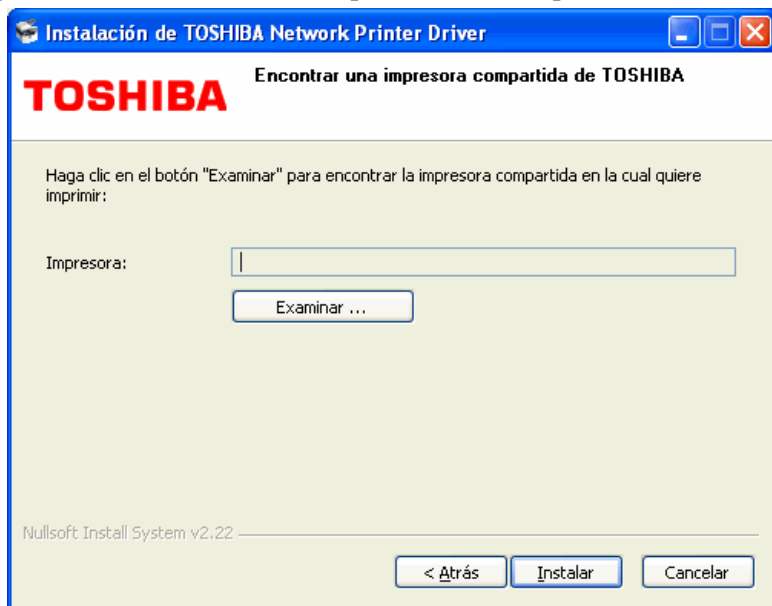 Instalación de TOSHIBA Network Printer Driver
TOSHIBA
Encontrar una impresora compartida de TOSHIBA
Haga clic en el botón "Examinar" para encontrar la impresora compartida en la cual quiere
imprimir:
Impresora:
Examinar ...
Nullsoft Install System v2.22
< Atrás
Instalar
Cancelar